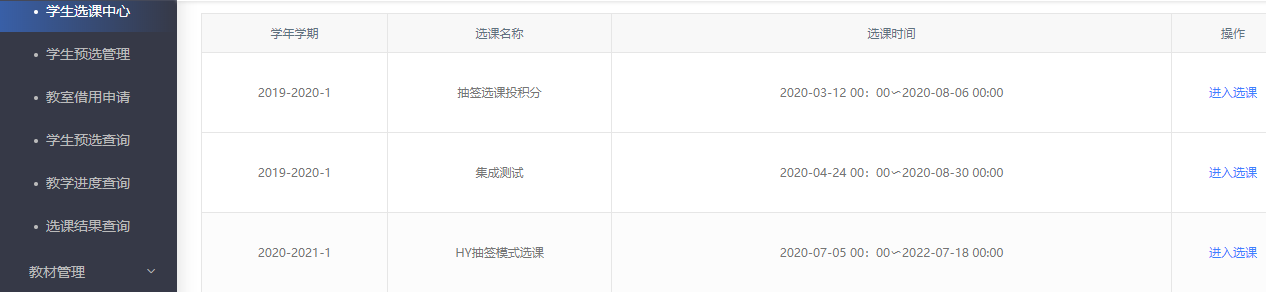 学生选课中心
学生预选管理
教室借用申请
学生预选查询
教学进度查询
选课结果查询
教材管理
学年学期 选课名称 选课时间 操作
2019-2020-1 抽签选课投积分 2020-03-12 00：00~2020-08-06 00:00 进入选课
2019-2020-1 集成测试 2020-04-24 00：00~2020-08-30 00:00 进入选课
2020-2021-1 HY抽签模式选课 2020-07-05 00：00~2022-07-18 00:00 进入选课